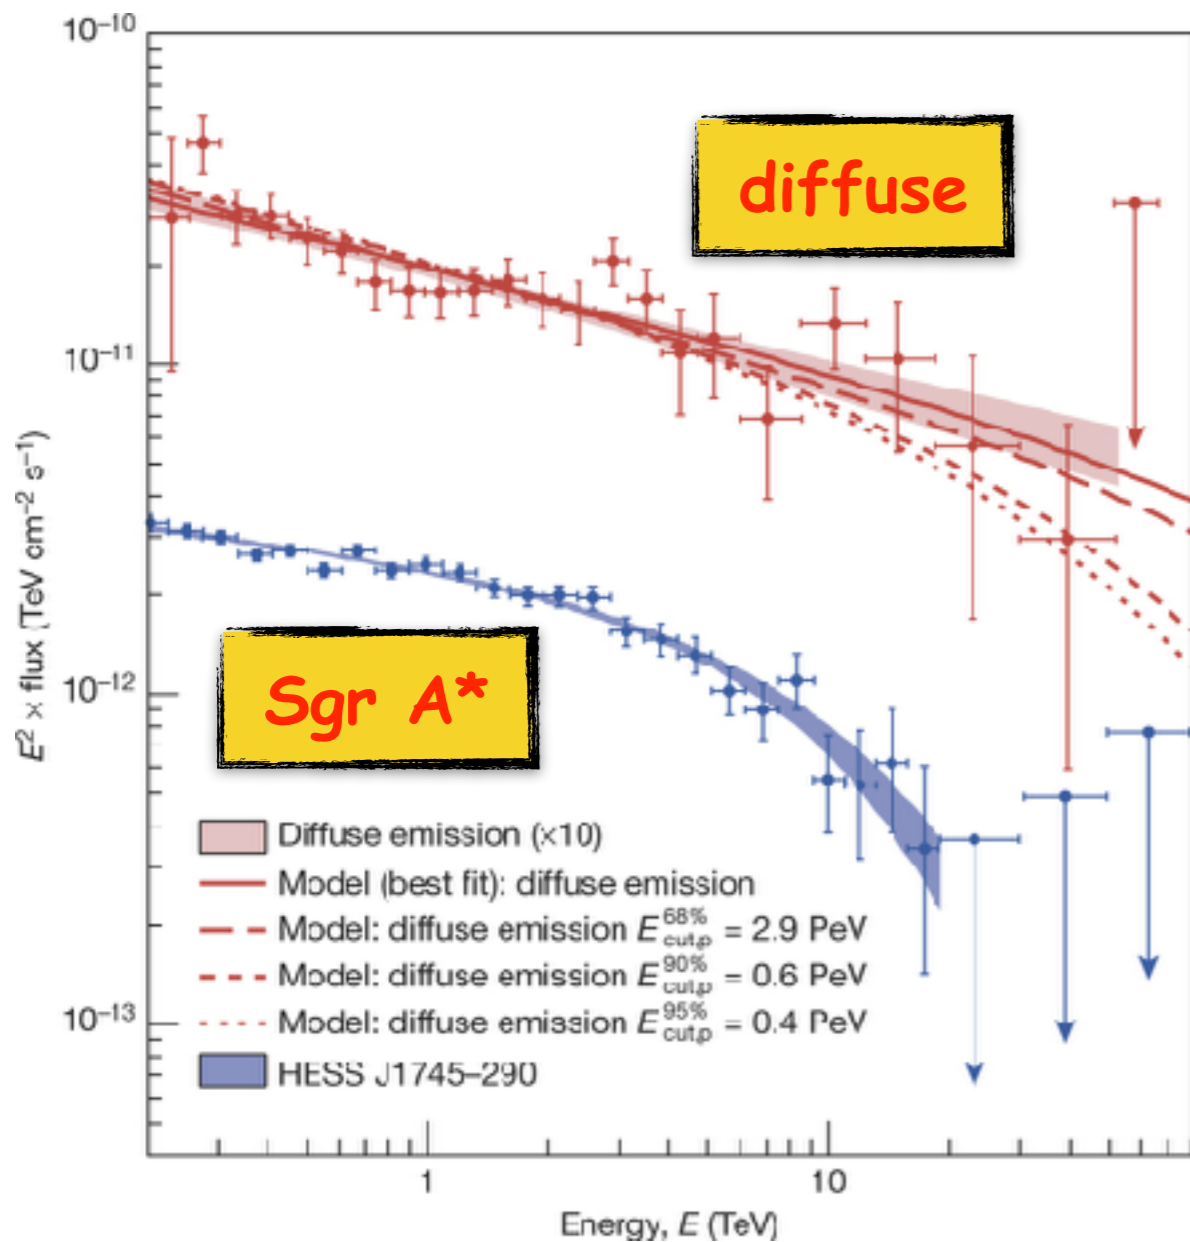 10⁻¹⁰
diffuse
10⁻¹¹
E² × flux (TeV cm⁻² s⁻¹)
10⁻¹²
Sgr A*
Diffuse emission (×10)
Model (best fit): diffuse emission
Model: diffuse emission E^68%_cut,p = 2.9 PeV
Model: diffuse emission E^90%_cut,p = 0.6 PeV
Model: diffuse emission E^95%_cut,p = 0.4 PeV
10⁻¹³
HESS J1745–290
1 10
Energy, E (TeV)